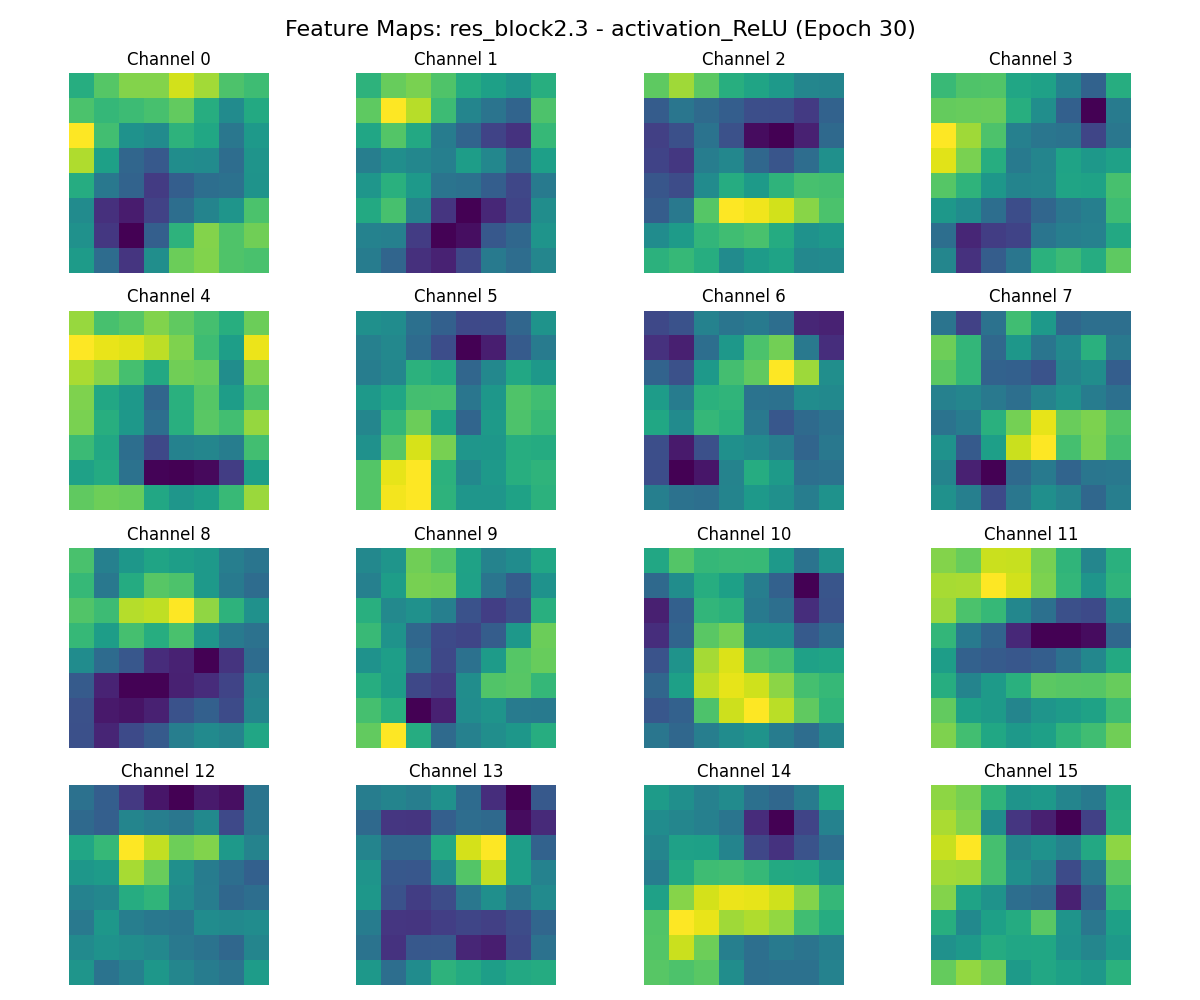 Feature Maps: res_block2.3 - activation_ReLU (Epoch 30)
Channel 0
Channel 1
Channel 2
Channel 3
Channel 4
Channel 5
Channel 6
Channel 7
Channel 8
Channel 9
Channel 10
Channel 11
Channel 12
Channel 13
Channel 14
Channel 15